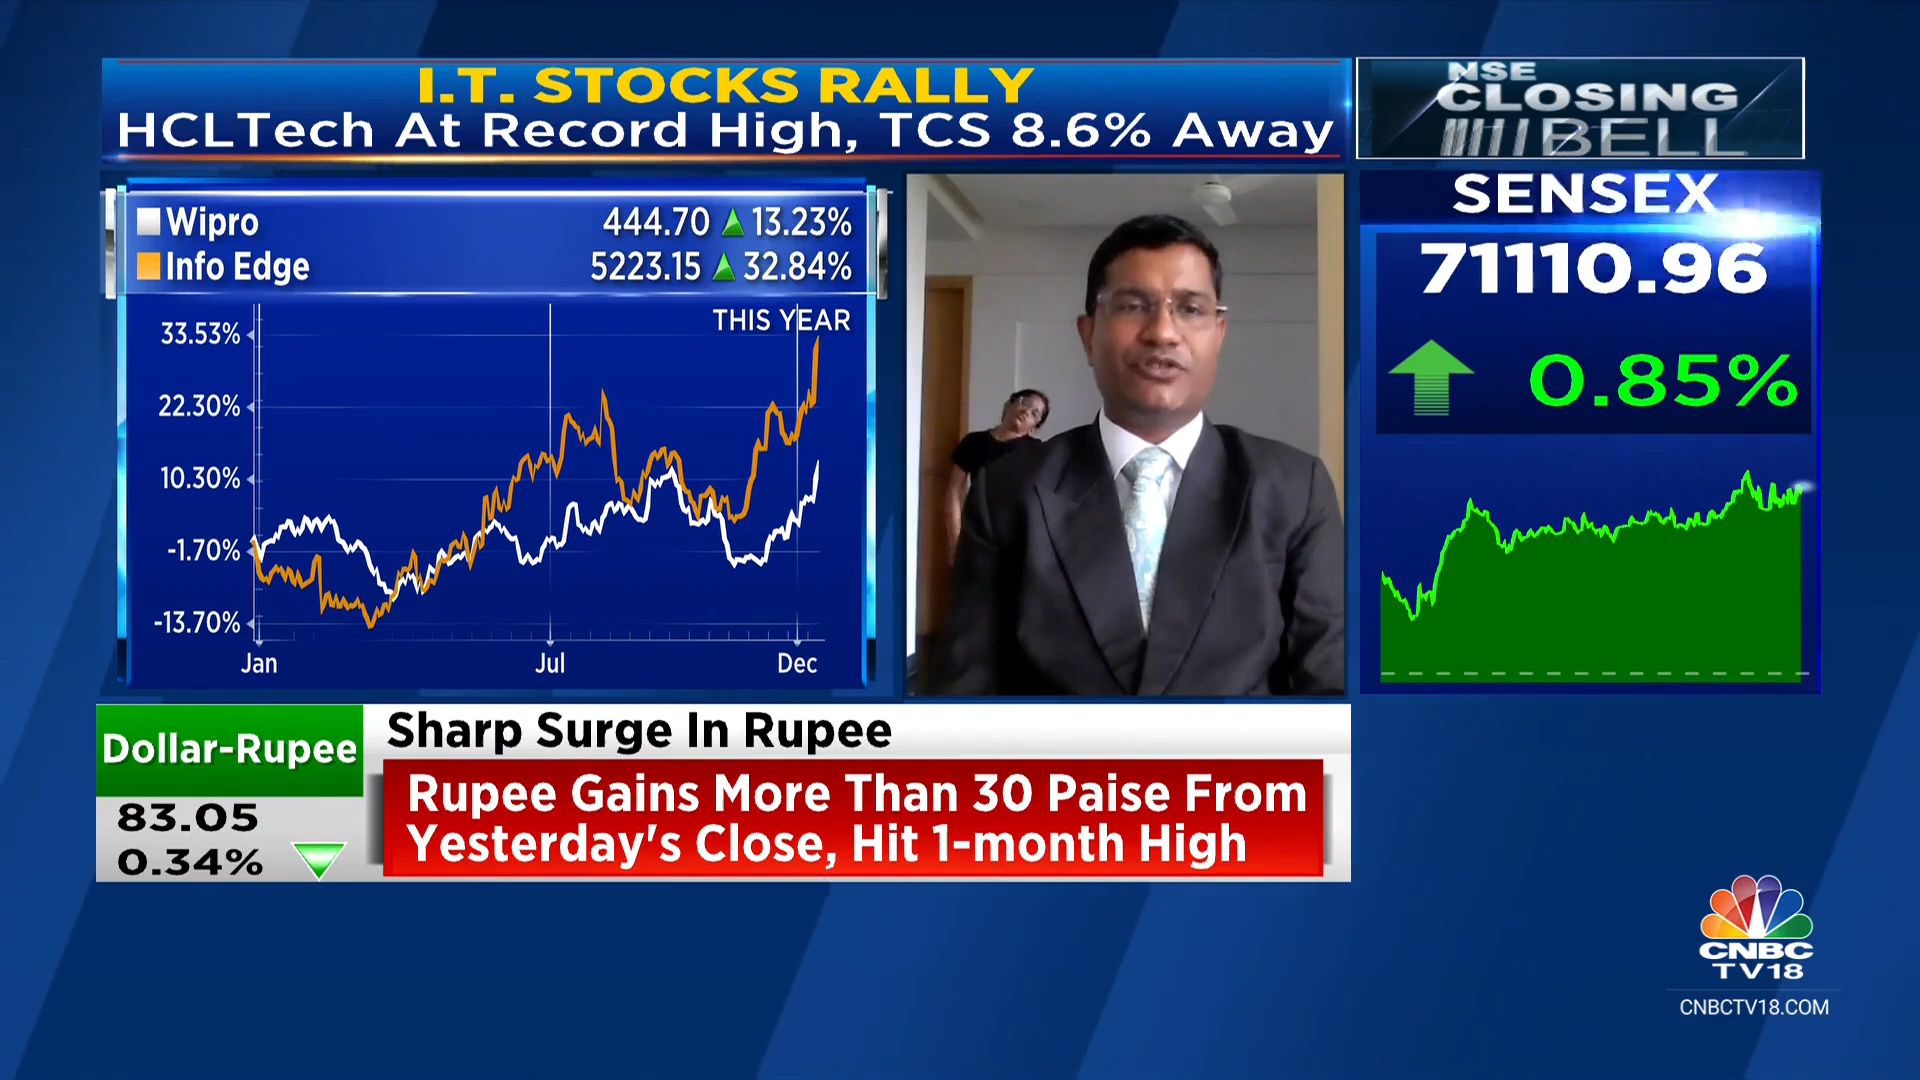 I.T. STOCKS RALLY
HCLTech At Record High, TCS 8.6% Away
NSE
CLOSING
BELL
Wipro 444.70 13.23%
Info Edge 5223.15 32.84%
THIS YEAR
33.53%
22.30%
10.30%
-1.70%
-13.70%
Jan Jul Dec
SENSEX
71110.96
0.85%
Dollar-Rupee
83.05
0.34%
Sharp Surge In Rupee
Rupee Gains More Than 30 Paise From
Yesterday's Close, Hit 1-month High
CNBC
TV18
CNBCTV18.COM